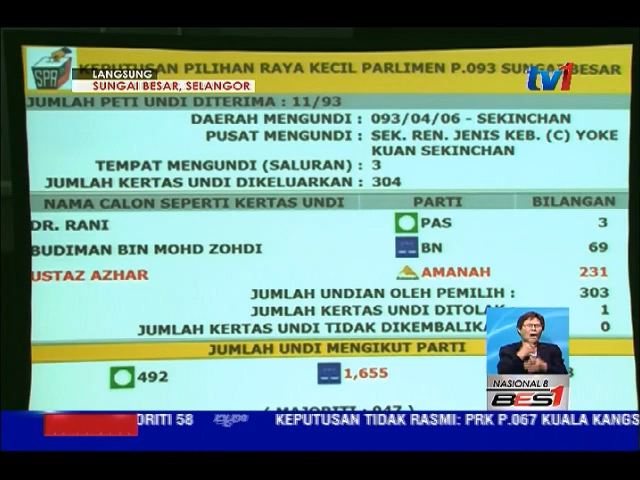 SPR
KEPUTUSAN PILIHAN RAYA KECIL PARLIMEN P.093 SUNGAI BESAR
LANGSUNG
SUNGAI BESAR, SELANGOR
tv1
JUMLAH PETI UNDI DITERIMA : 11/93
DAERAH MENGUNDI : 093/04/06 - SEKINCHAN
PUSAT MENGUNDI : SEK. REN. JENIS KEB. (C) YOKE
KUAN SEKINCHAN
TEMPAT MENGUNDI (SALURAN) : 3
JUMLAH KERTAS UNDI DIKELUARKAN : 304
NAMA CALON SEPERTI KERTAS UNDI PARTI BILANGAN
DR. RANI PAS 3
BUDIMAN BIN MOHD ZOHDI BN 69
USTAZ AZHAR AMANAH 231
JUMLAH UNDIAN OLEH PEMILIH : 303
JUMLAH KERTAS UNDI DITOLAK : 1
JUMLAH KERTAS UNDI TIDAK DIKEMBALIKA 0
JUMLAH UNDI MENGIKUT PARTI
492 1,655 8
( MAJORITI : 947 )
NASIONAL 8
BES1
ORITI 58 KEPUTUSAN TIDAK RASMI: PRK P.067 KUALA KANGS